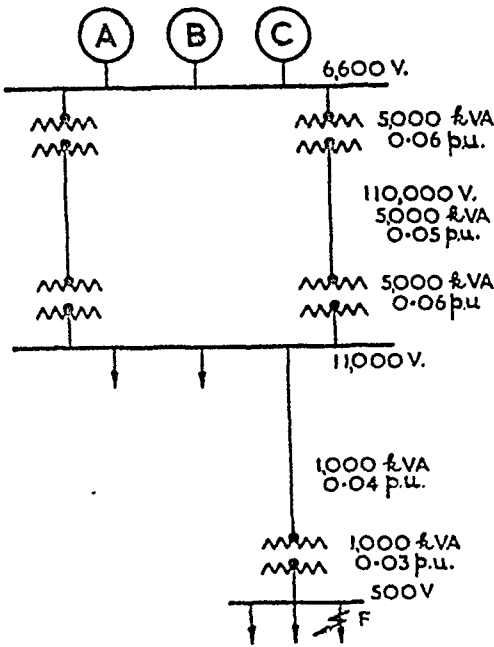 A B C
6,600 V.
5,000 kVA
0·06 p.u.
110,000 V.
5,000 kVA
0·05 p.u.
5,000 kVA
0·06 p.u
11,000 V.
1,000 kVA
0·04 p.u.
1,000 kVA
0·03 p.u.
500 V
F